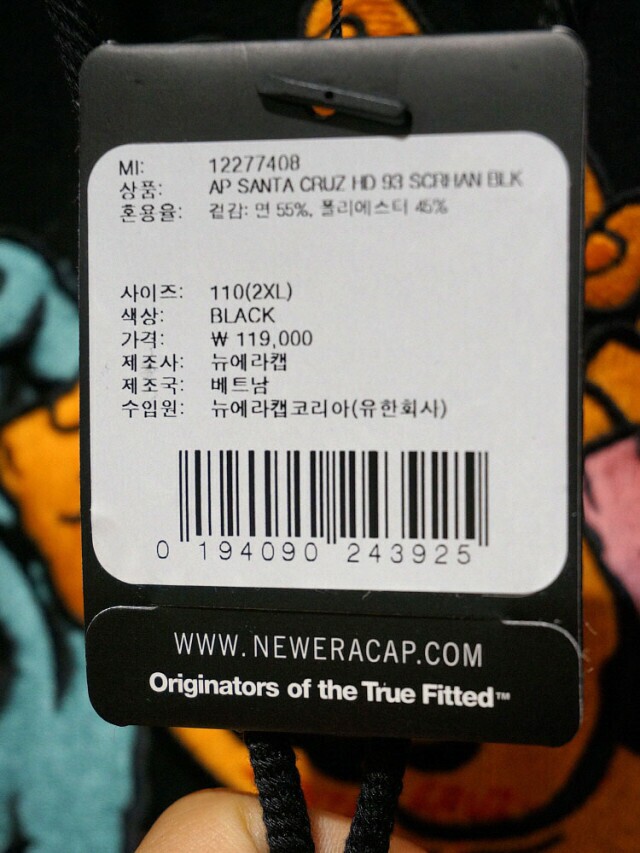 MI: 12277408
상품: AP SANTA CRUZ HD 93 SCRHAN BLK
혼용율: 겉감: 면 55%, 폴리에스터 45%
사이즈: 110(2XL)
색상: BLACK
가격: ₩ 119,000
제조사: 뉴에라캡
제조국: 베트남
수입원: 뉴에라캡코리아(유한회사)
0 194090 243925
WWW.NEWERACAP.COM
Originators of the True Fitted™